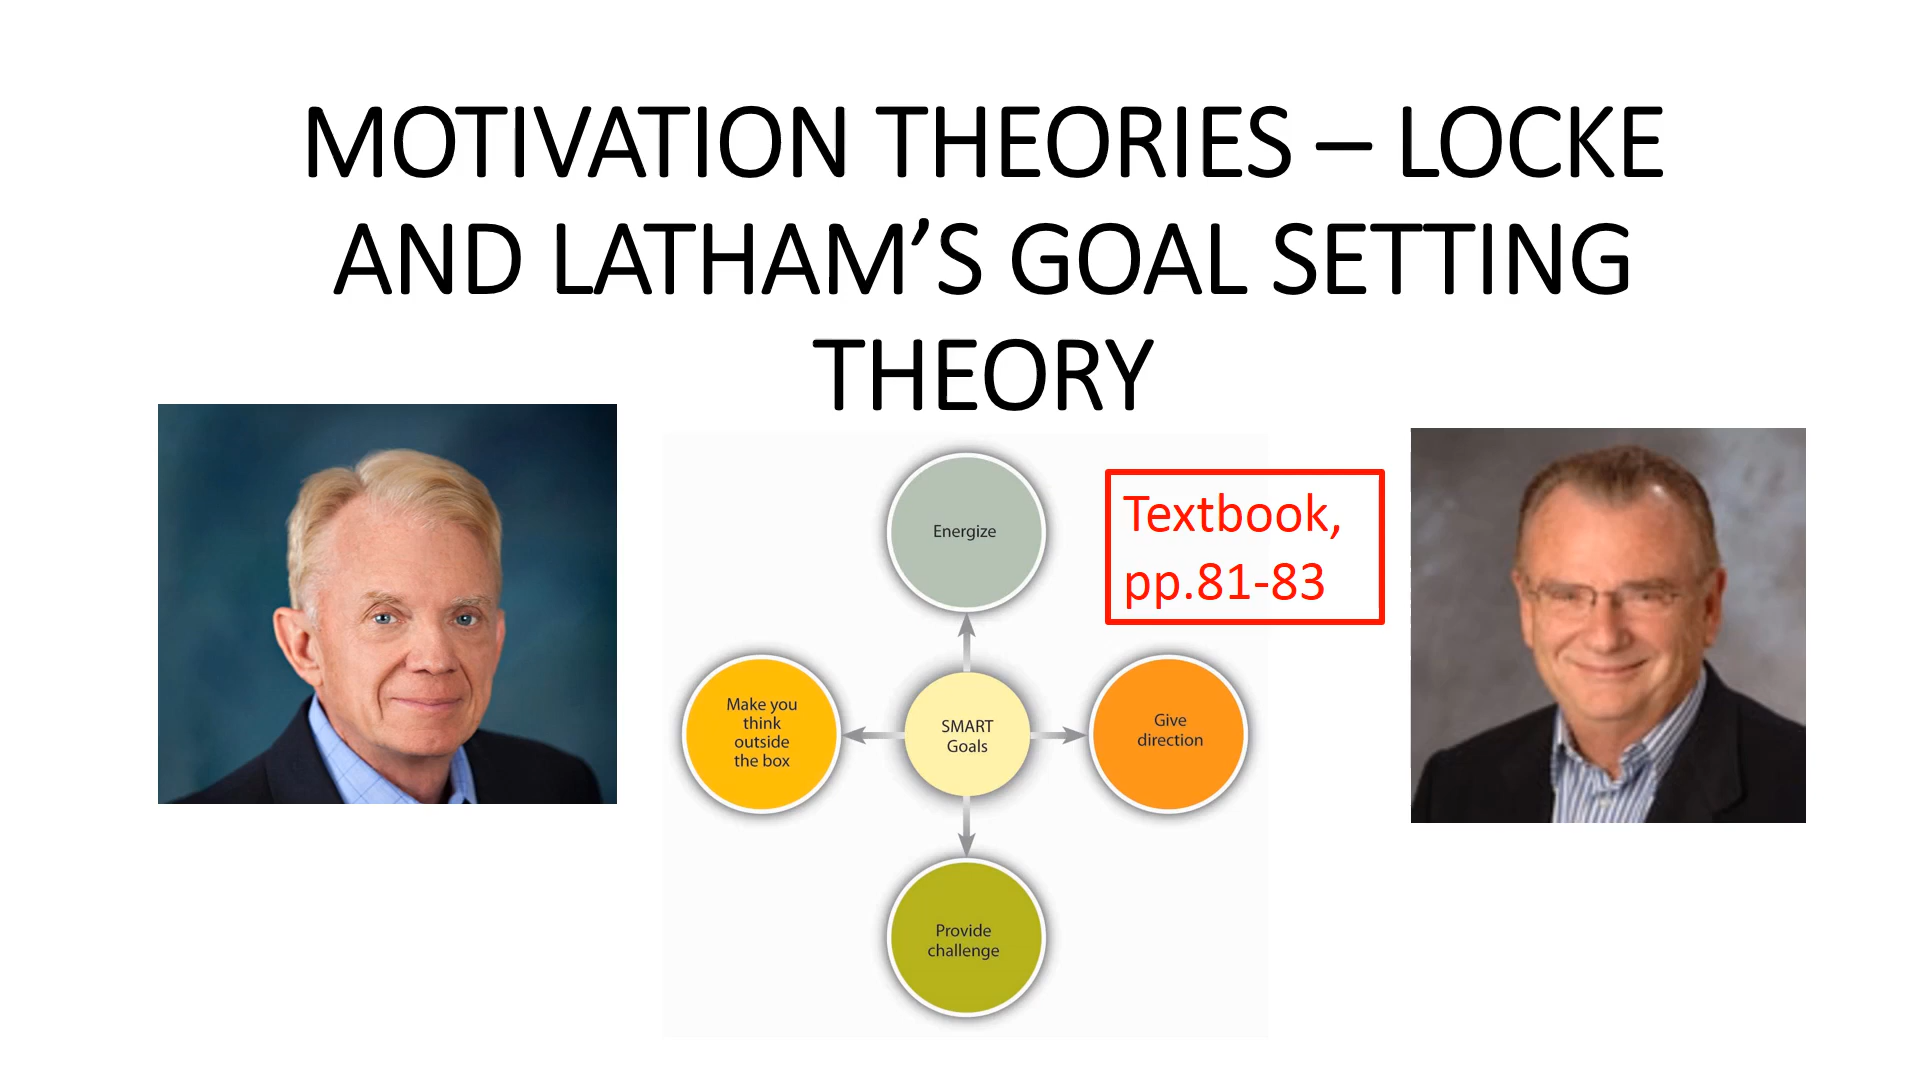 MOTIVATION THEORIES – LOCKE
AND LATHAM’S GOAL SETTING
THEORY
Energize
Textbook,
pp.81-83
Make you
think
outside
the box
SMART
Goals
Give
direction
Provide
challenge